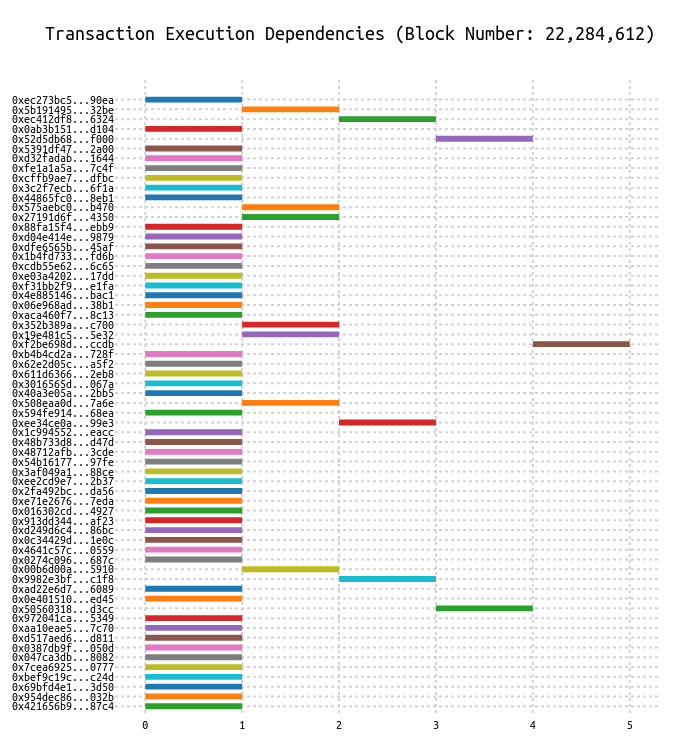 Transaction Execution Dependencies (Block Number: 22,284,612)
0xec273bc5...90ea
0x5b191495...32be
0xec412df8...6324
0x0ab3b151...d104
0x52d5db68...f000
0x5391df47...2a00
0xd32fadab...1644
0xfe1a1a5a...7c4f
0xcffb9ae7...dfbc
0x3c2f7ecb...6f1a
0x44865fc0...8eb1
0x575aebc0...b470
0x27191d6f...4350
0x88fa15f4...ebb9
0xd04e414e...9879
0xdfe6565b...45af
0x1b4fd733...fd6b
0xcdb55e62...6c65
0xe03a4202...17dd
0xf31bb2f9...e1fa
0x4e885146...bac1
0x06e968ad...38b1
0xaca460f7...8c13
0x352b389a...c700
0x19e481c5...5e32
0xf2be698d...ccdb
0xb4b4cd2a...728f
0x62e2d05c...a5f2
0x611d6366...2eb8
0x3016565d...067a
0x40a3e05a...2bb5
0x508eaa0d...7a6e
0x594fe914...68ea
0xee34ce0a...99e3
0x1c994552...eacc
0x48b733d8...d47d
0x48712afb...3cde
0x54b16177...97fe
0x3af049a1...88ce
0xee2cd9e7...2b37
0x2fa492bc...da56
0xe71e2676...7eda
0x016302cd...4927
0x913dd344...af23
0xd249d6c4...86bc
0x0c34429d...1e0c
0x4641c57c...0559
0x0274c096...687c
0x00b6d00a...5910
0x9982e3bf...c1f8
0xad22e6d7...6089
0x0e401510...ed45
0x50560318...d3cc
0x972041ca...5349
0xaa10eae5...7c70
0xd517aed6...d811
0x0387db9f...050d
0x047ca3db...8082
0x7cea6925...0777
0xbef9c19c...c24d
0x69bfd4e1...3d50
0x954dec86...032b
0x421656b9...87c4
0 1 2 3 4 5